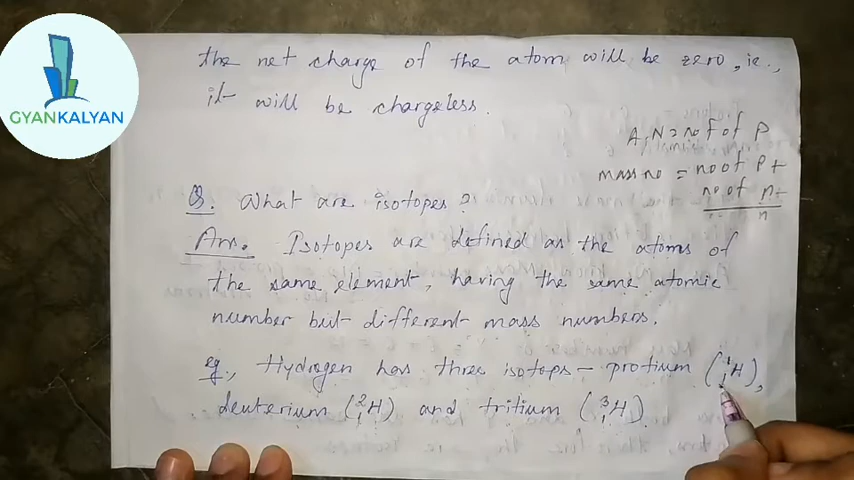 GYANKALYAN
the net charge of the atom will be zero, i.e.,
it will be chargeless.
A.N = no of P
mass no = no of P+
no of n
n
Q. What are isotopes?
Ans. Isotopes are defined as the atoms of
the same element, having the same atomic
number but different mass numbers.
eg., Hydrogen has three isotops - protium (¹₁H),
deuterium (²₁H) and tritium (³₁H)